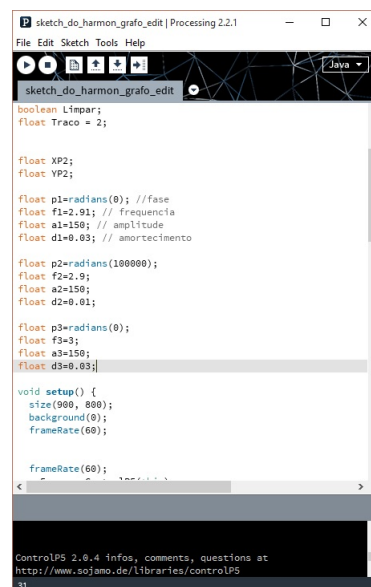 sketch_do_harmon_grafo_edit | Processing 2.2.1
File Edit Sketch Tools Help
Java
sketch_do_harmon_grafo_edit
boolean Limpar;
float Traco = 2;
float XP2;
float YP2;
float p1=radians(0); //fase
float f1=2.91; // frequencia
float a1=150; // amplitude
float d1=0.03; // amortecimento
float p2=radians(100000);
float f2=2.9;
float a2=150;
float d2=0.01;
float p3=radians(0);
float f3=3;
float a3=150;
float d3=0.03;
void setup() {
size(900, 800);
background(0);
frameRate(60);
frameRate(60);
ControlP5 2.0.4 infos, comments, questions at
http://www.sojamo.de/libraries/controlP5
31